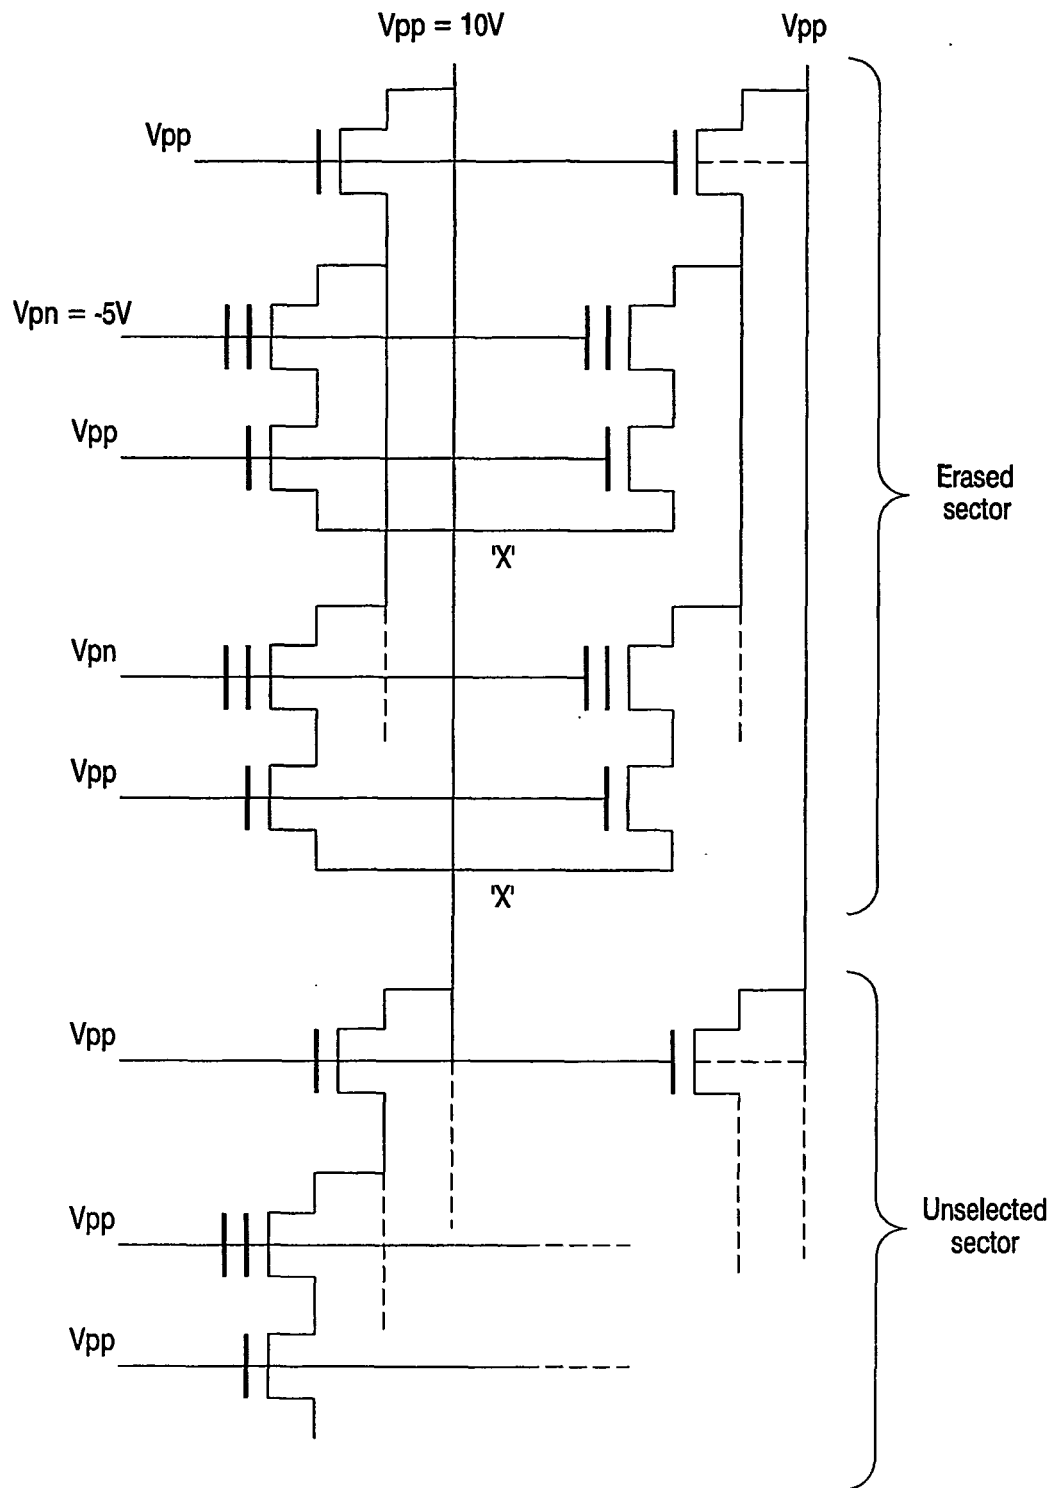 Vpp = 10V
Vpp
Vpp
Vpn = -5V
Vpp
'X'
Erased
sector
Vpn
Vpp
'X'
Vpp
Vpp
Unselected
sector
Vpp